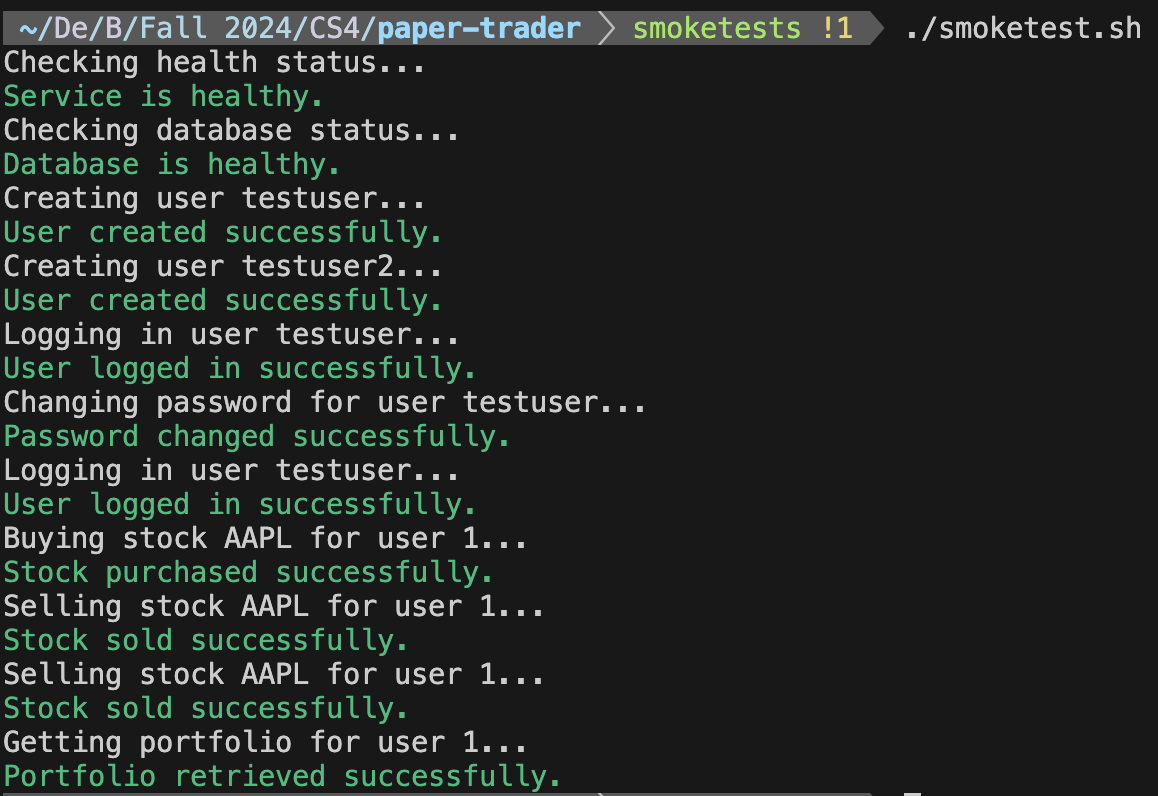 ~/De/B/Fall 2024/CS4/paper-trader smoketests !1 ./smoketest.sh
Checking health status...
Service is healthy.
Checking database status...
Database is healthy.
Creating user testuser...
User created successfully.
Creating user testuser2...
User created successfully.
Logging in user testuser...
User logged in successfully.
Changing password for user testuser...
Password changed successfully.
Logging in user testuser...
User logged in successfully.
Buying stock AAPL for user 1...
Stock purchased successfully.
Selling stock AAPL for user 1...
Stock sold successfully.
Selling stock AAPL for user 1...
Stock sold successfully.
Getting portfolio for user 1...
Portfolio retrieved successfully.